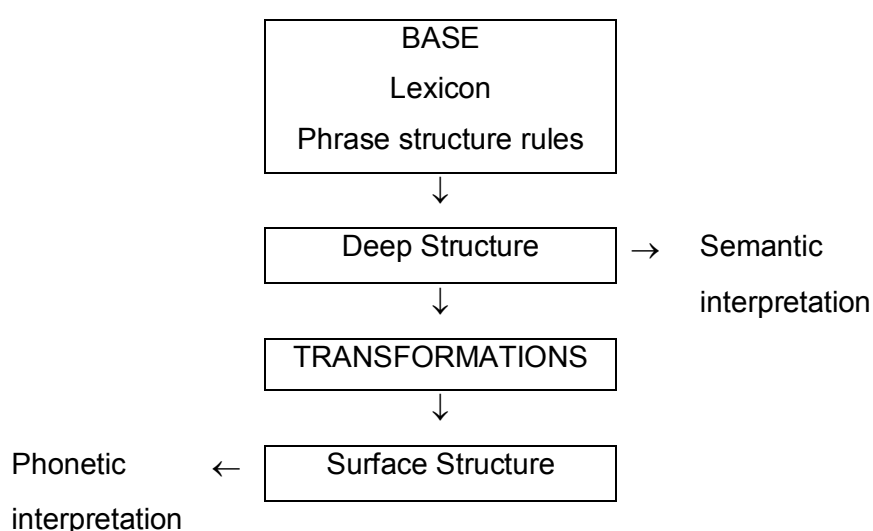 BASE
Lexicon
Phrase structure rules
↓
Deep Structure → Semantic
interpretation
↓
TRANSFORMATIONS
↓
Phonetic ← Surface Structure
interpretation